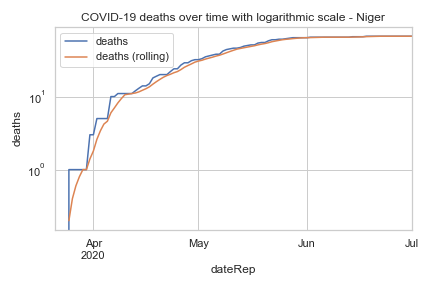 COVID-19 deaths over time with logarithmic scale - Niger
deaths
deaths (rolling)
deaths
10¹
10⁰
Apr
2020
May
Jun
Jul
dateRep